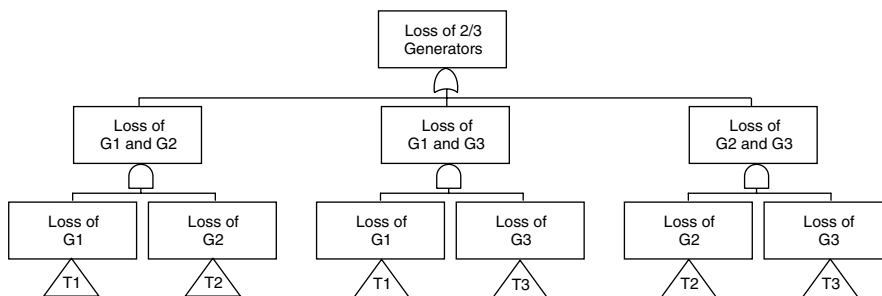 Loss of 2/3
Generators
Loss of
G1 and G2
Loss of
G1 and G3
Loss of
G2 and G3
Loss of
G1
Loss of
G2
Loss of
G1
Loss of
G3
Loss of
G2
Loss of
G3
T1
T2
T1
T3
T2
T3